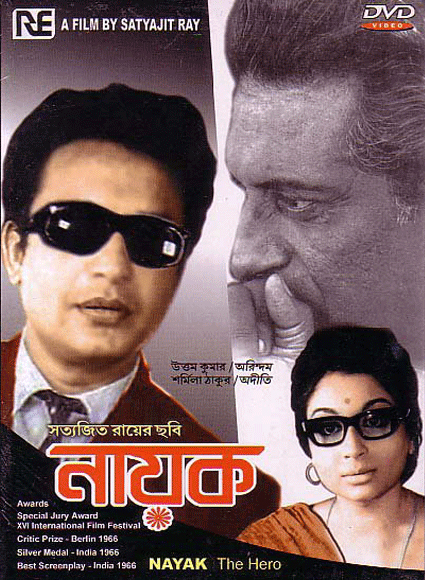 RE A FILM BY SATYAJIT RAY
DVD
VIDEO
উত্তম কুমার/অরিন্দম
শর্মিলা ঠাকুর/অদীতি
সত্যজিত রায়ের ছবি
নায়ক
Awards
Special Jury Award
XVI International Film Festival
Critic Prize - Berlin 1966
Silver Medal - India 1966
Best Screenplay - India 1966
NAYAK The Hero